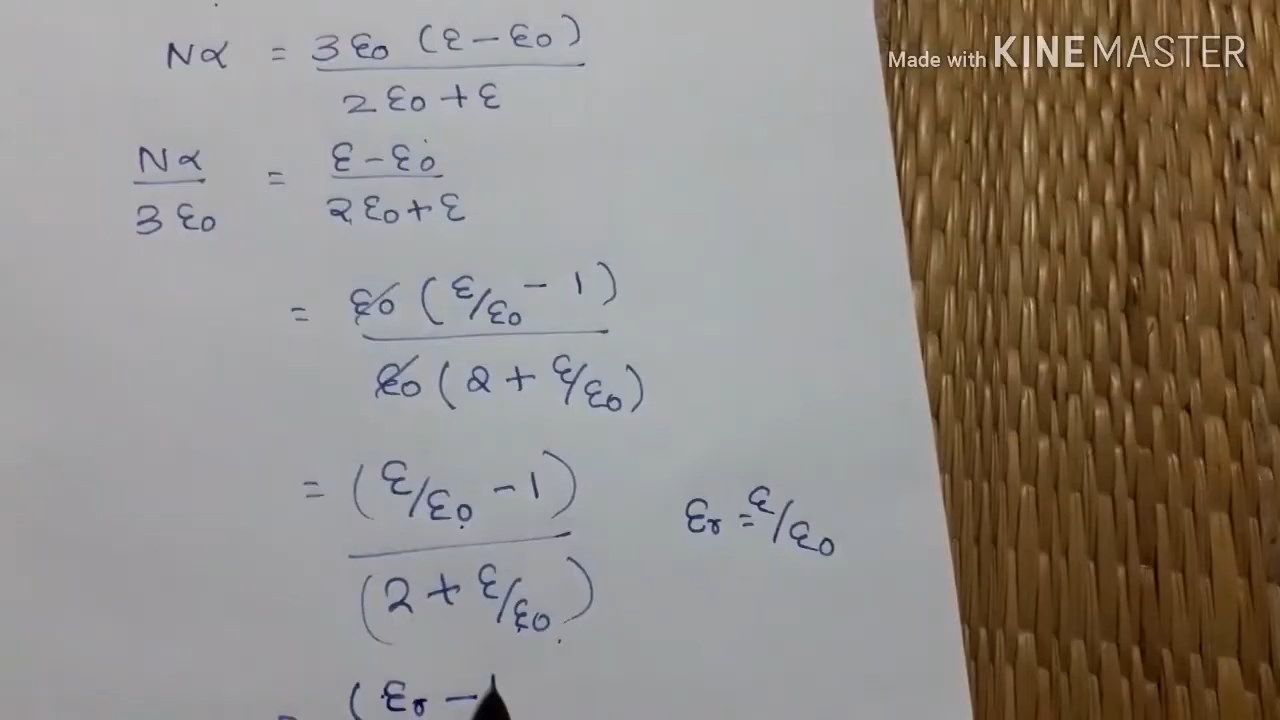 Nα = 3ε0 (ε - ε0) / 2ε0 + ε
Made with KINEMASTER
Nα / 3ε0 = ε - ε0 / 2ε0 + ε
= ε0 (ε/ε0 - 1) / ε0 (2 + ε/ε0)
= (ε/ε0 - 1) / (2 + ε/ε0)
εr = ε/ε0
= (εr -